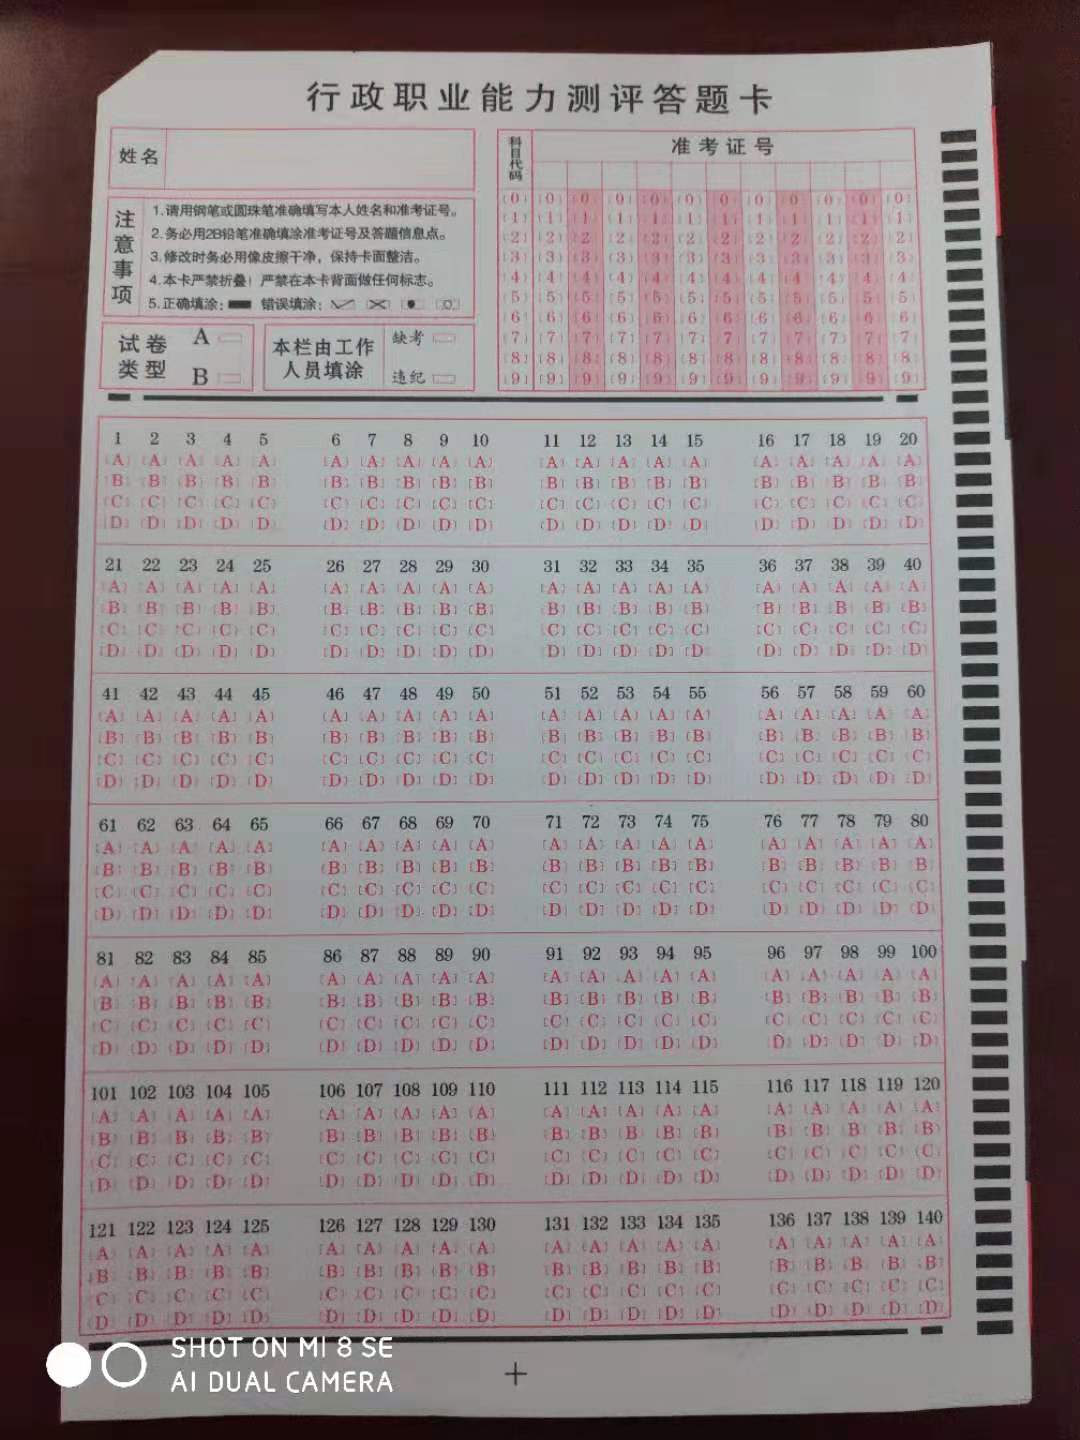 行政职业能力测评答题卡
姓名
注意事项
1.请用钢笔或圆珠笔准确填写本人姓名和准考证号。
2.务必用2B铅笔准确填涂准考证号及答题信息点。
3.修改时务必用像皮擦干净，保持卡面整洁。
4.本卡严禁折叠！严禁在本卡背面做任何标志。
5.正确填涂： 错误填涂：
试卷类型
A
B
本栏由工作
人员填涂
缺考
违纪
科目代码
准考证号
[0] [0] [0] [0] [0] [0] [0] [0] [0] [0] [0] [0]
[1] [1] [1] [1] [1] [1] [1] [1] [1] [1] [1] [1]
[2] [2] [2] [2] [2] [2] [2] [2] [2] [2] [2] [2]
[3] [3] [3] [3] [3] [3] [3] [3] [3] [3] [3] [3]
[4] [4] [4] [4] [4] [4] [4] [4] [4] [4] [4] [4]
[5] [5] [5] [5] [5] [5] [5] [5] [5] [5] [5] [5]
[6] [6] [6] [6] [6] [6] [6] [6] [6] [6] [6] [6]
[7] [7] [7] [7] [7] [7] [7] [7] [7] [7] [7] [7]
[8] [8] [8] [8] [8] [8] [8] [8] [8] [8] [8] [8]
[9] [9] [9] [9] [9] [9] [9] [9] [9] [9] [9] [9]
1 2 3 4 5 6 7 8 9 10 11 12 13 14 15 16 17 18 19 20
[A] [A] [A] [A] [A] [A] [A] [A] [A] [A] [A] [A] [A] [A] [A] [A] [A] [A] [A] [A]
[B] [B] [B] [B] [B] [B] [B] [B] [B] [B] [B] [B] [B] [B] [B] [B] [B] [B] [B] [B]
[C] [C] [C] [C] [C] [C] [C] [C] [C] [C] [C] [C] [C] [C] [C] [C] [C] [C] [C] [C]
[D] [D] [D] [D] [D] [D] [D] [D] [D] [D] [D] [D] [D] [D] [D] [D] [D] [D] [D] [D]
21 22 23 24 25 26 27 28 29 30 31 32 33 34 35 36 37 38 39 40
[A] [A] [A] [A] [A] [A] [A] [A] [A] [A] [A] [A] [A] [A] [A] [A] [A] [A] [A] [A]
[B] [B] [B] [B] [B] [B] [B] [B] [B] [B] [B] [B] [B] [B] [B] [B] [B] [B] [B] [B]
[C] [C] [C] [C] [C] [C] [C] [C] [C] [C] [C] [C] [C] [C] [C] [C] [C] [C] [C] [C]
[D] [D] [D] [D] [D] [D] [D] [D] [D] [D] [D] [D] [D] [D] [D] [D] [D] [D] [D] [D]
41 42 43 44 45 46 47 48 49 50 51 52 53 54 55 56 57 58 59 60
[A] [A] [A] [A] [A] [A] [A] [A] [A] [A] [A] [A] [A] [A] [A] [A] [A] [A] [A] [A]
[B] [B] [B] [B] [B] [B] [B] [B] [B] [B] [B] [B] [B] [B] [B] [B] [B] [B] [B] [B]
[C] [C] [C] [C] [C] [C] [C] [C] [C] [C] [C] [C] [C] [C] [C] [C] [C] [C] [C] [C]
[D] [D] [D] [D] [D] [D] [D] [D] [D] [D] [D] [D] [D] [D] [D] [D] [D] [D] [D] [D]
61 62 63 64 65 66 67 68 69 70 71 72 73 74 75 76 77 78 79 80
[A] [A] [A] [A] [A] [A] [A] [A] [A] [A] [A] [A] [A] [A] [A] [A] [A] [A] [A] [A]
[B] [B] [B] [B] [B] [B] [B] [B] [B] [B] [B] [B] [B] [B] [B] [B] [B] [B] [B] [B]
[C] [C] [C] [C] [C] [C] [C] [C] [C] [C] [C] [C] [C] [C] [C] [C] [C] [C] [C] [C]
[D] [D] [D] [D] [D] [D] [D] [D] [D] [D] [D] [D] [D] [D] [D] [D] [D] [D] [D] [D]
81 82 83 84 85 86 87 88 89 90 91 92 93 94 95 96 97 98 99 100
[A] [A] [A] [A] [A] [A] [A] [A] [A] [A] [A] [A] [A] [A] [A] [A] [A] [A] [A] [A]
[B] [B] [B] [B] [B] [B] [B] [B] [B] [B] [B] [B] [B] [B] [B] [B] [B] [B] [B] [B]
[C] [C] [C] [C] [C] [C] [C] [C] [C] [C] [C] [C] [C] [C] [C] [C] [C] [C] [C] [C]
[D] [D] [D] [D] [D] [D] [D] [D] [D] [D] [D] [D] [D] [D] [D] [D] [D] [D] [D] [D]
101 102 103 104 105 106 107 108 109 110 111 112 113 114 115 116 117 118 119 120
[A] [A] [A] [A] [A] [A] [A] [A] [A] [A] [A] [A] [A] [A] [A] [A] [A] [A] [A] [A]
[B] [B] [B] [B] [B] [B] [B] [B] [B] [B] [B] [B] [B] [B] [B] [B] [B] [B] [B] [B]
[C] [C] [C] [C] [C] [C] [C] [C] [C] [C] [C] [C] [C] [C] [C] [C] [C] [C] [C] [C]
[D] [D] [D] [D] [D] [D] [D] [D] [D] [D] [D] [D] [D] [D] [D] [D] [D] [D] [D] [D]
121 122 123 124 125 126 127 128 129 130 131 132 133 134 135 136 137 138 139 140
[A] [A] [A] [A] [A] [A] [A] [A] [A] [A] [A] [A] [A] [A] [A] [A] [A] [A] [A] [A]
[B] [B] [B] [B] [B] [B] [B] [B] [B] [B] [B] [B] [B] [B] [B] [B] [B] [B] [B] [B]
[C] [C] [C] [C] [C] [C] [C] [C] [C] [C] [C] [C] [C] [C] [C] [C] [C] [C] [C] [C]
[D] [D] [D] [D] [D] [D] [D] [D] [D] [D] [D] [D] [D] [D] [D] [D] [D] [D] [D] [D]
SHOT ON MI 8 SE
AI DUAL CAMERA